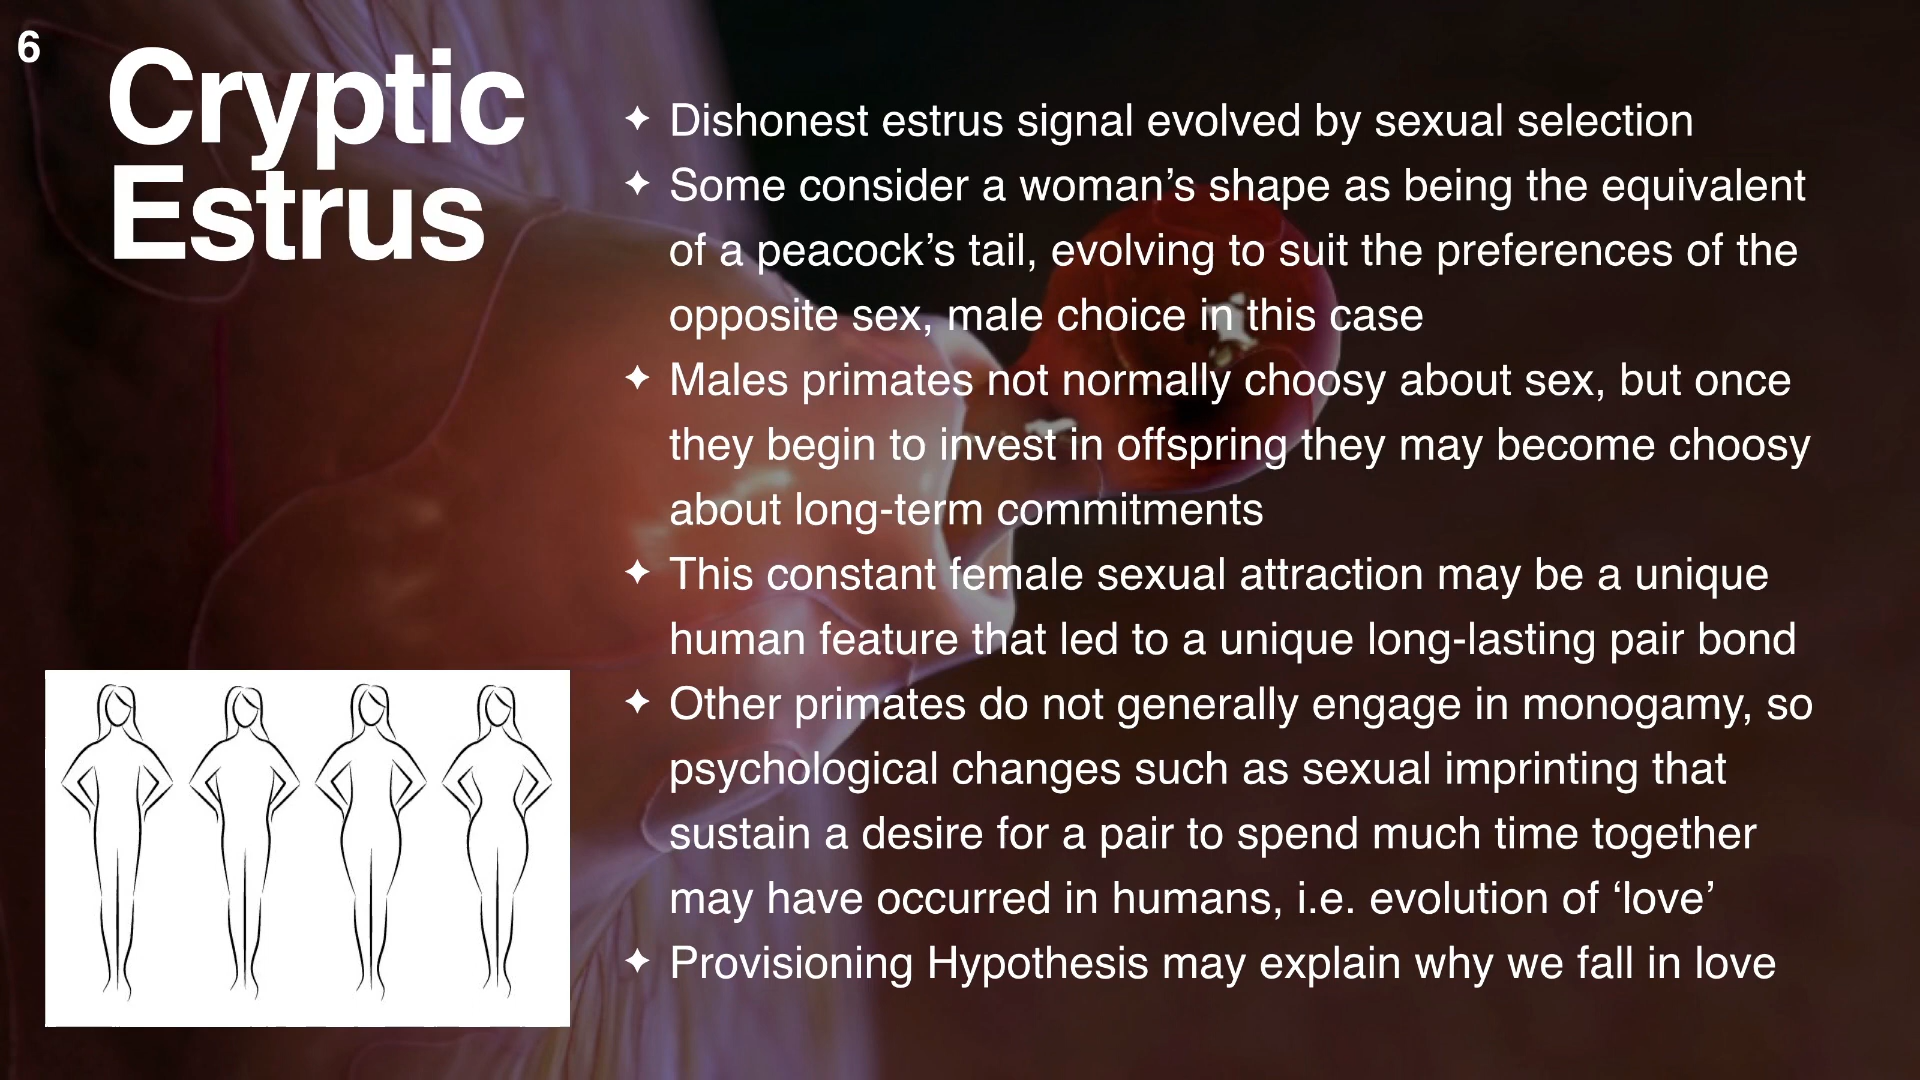 6
Cryptic
Estrus
✦ Dishonest estrus signal evolved by sexual selection
✦ Some consider a woman’s shape as being the equivalent
of a peacock’s tail, evolving to suit the preferences of the
opposite sex, male choice in this case
✦ Males primates not normally choosy about sex, but once
they begin to invest in offspring they may become choosy
about long-term commitments
✦ This constant female sexual attraction may be a unique
human feature that led to a unique long-lasting pair bond
✦ Other primates do not generally engage in monogamy, so
psychological changes such as sexual imprinting that
sustain a desire for a pair to spend much time together
may have occurred in humans, i.e. evolution of ‘love’
✦ Provisioning Hypothesis may explain why we fall in love